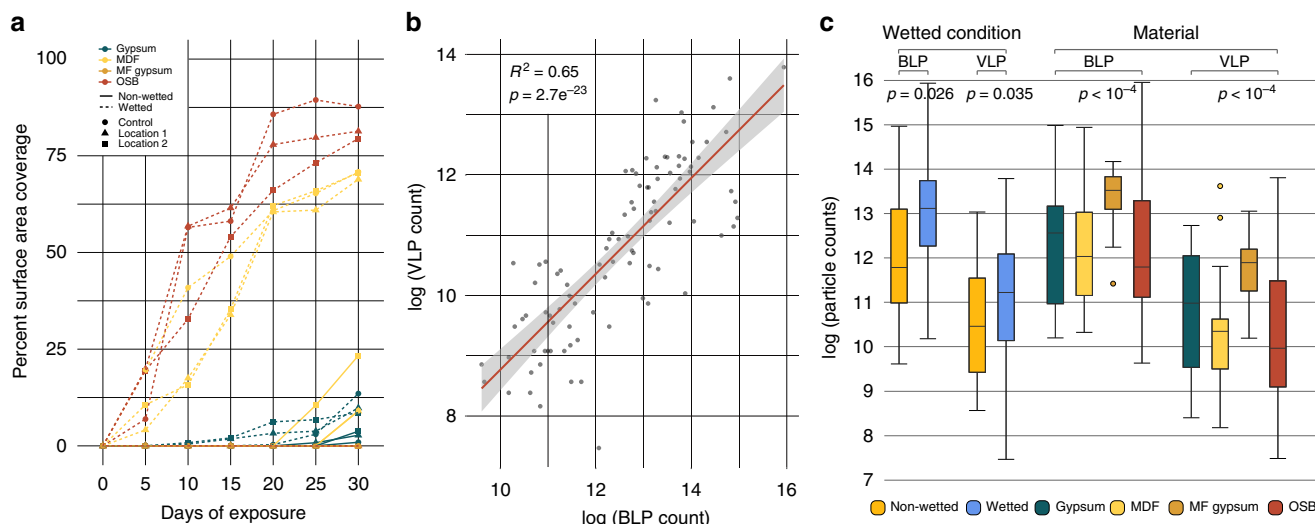 a
Gypsum
MDF
MF gypsum
OSB
Non-wetted
Wetted
Control
Location 1
Location 2
Percent surface area coverage
100
75
50
25
0
0 5 10 15 20 25 30
Days of exposure
b
R² = 0.65
p = 2.7e⁻²³
log (VLP count)
14
12
10
8
10 12 14 16
log (BLP count)
c
Wetted condition Material
BLP VLP BLP VLP
p = 0.026 p = 0.035 p < 10⁻⁴ p < 10⁻⁴
log (particle counts)
16
15
14
13
12
11
10
9
8
7
Non-wetted Wetted Gypsum MDF MF gypsum OSB